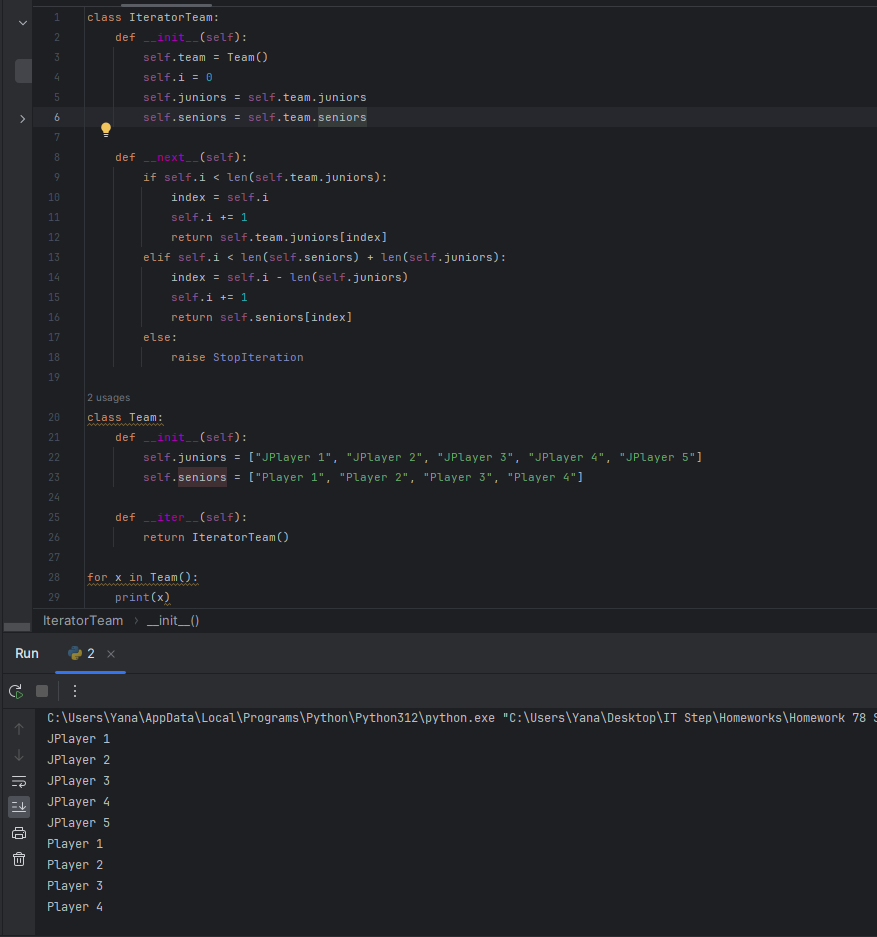 1 class IteratorTeam:
2     def __init__(self):
3         self.team = Team()
4         self.i = 0
5         self.juniors = self.team.juniors
6         self.seniors = self.team.seniors
7
8     def __next__(self):
9         if self.i < len(self.team.juniors):
10             index = self.i
11             self.i += 1
12             return self.team.juniors[index]
13         elif self.i < len(self.seniors) + len(self.juniors):
14             index = self.i - len(self.juniors)
15             self.i += 1
16             return self.seniors[index]
17         else:
18             raise StopIteration
19
2 usages
20 class Team:
21     def __init__(self):
22         self.juniors = ["JPlayer 1", "JPlayer 2", "JPlayer 3", "JPlayer 4", "JPlayer 5"]
23         self.seniors = ["Player 1", "Player 2", "Player 3", "Player 4"]
24
25     def __iter__(self):
26         return IteratorTeam()
27
28 for x in Team():
29     print(x)
IteratorTeam > __init__()
Run 2 ×
C:\Users\Yana\AppData\Local\Programs\Python\Python312\python.exe "C:\Users\Yana\Desktop\IT Step\Homeworks\Homework 78
JPlayer 1
JPlayer 2
JPlayer 3
JPlayer 4
JPlayer 5
Player 1
Player 2
Player 3
Player 4